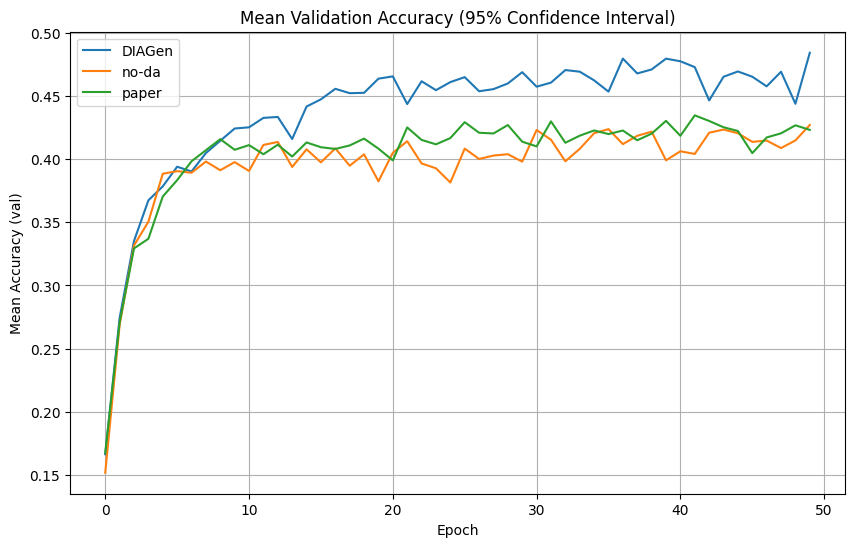 Mean Validation Accuracy (95% Confidence Interval)
DIAGen
no-da
paper
Mean Accuracy (val)
0.50
0.45
0.40
0.35
0.30
0.25
0.20
0.15
0 10 20 30 40 50
Epoch